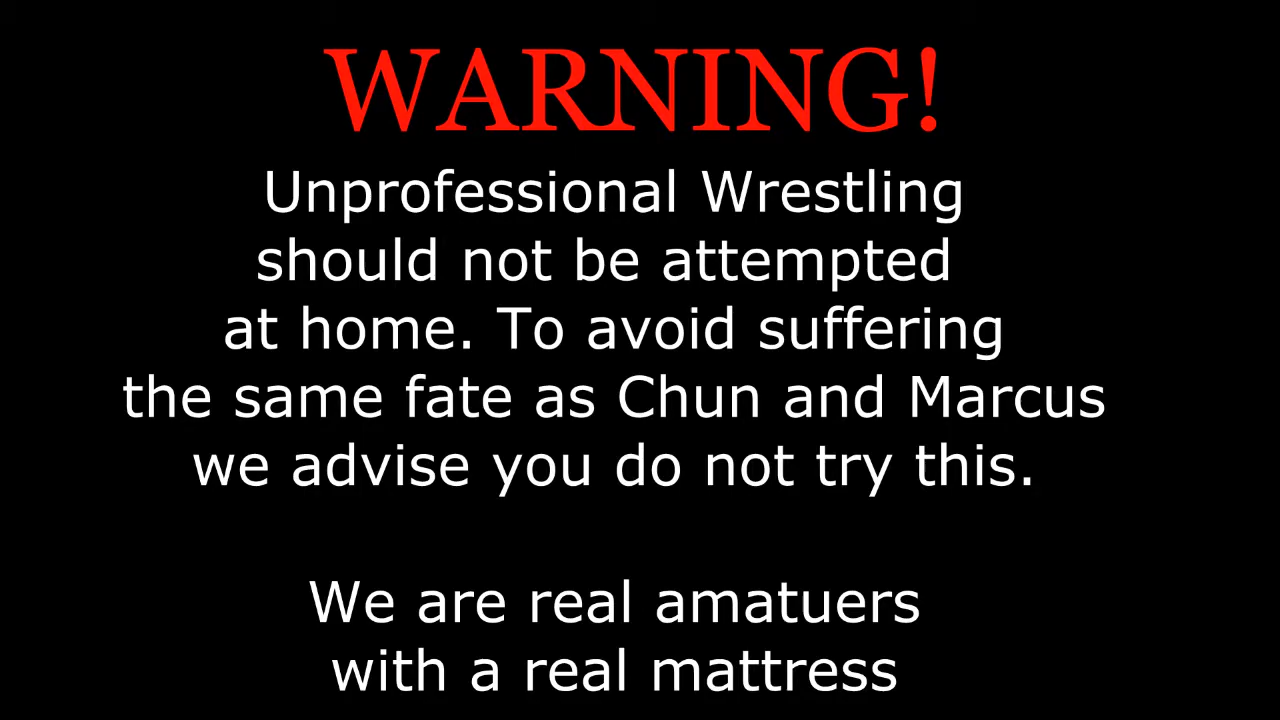 WARNING!
Unprofessional Wrestling
should not be attempted
at home. To avoid suffering
the same fate as Chun and Marcus
we advise you do not try this.
We are real amatuers
with a real mattress